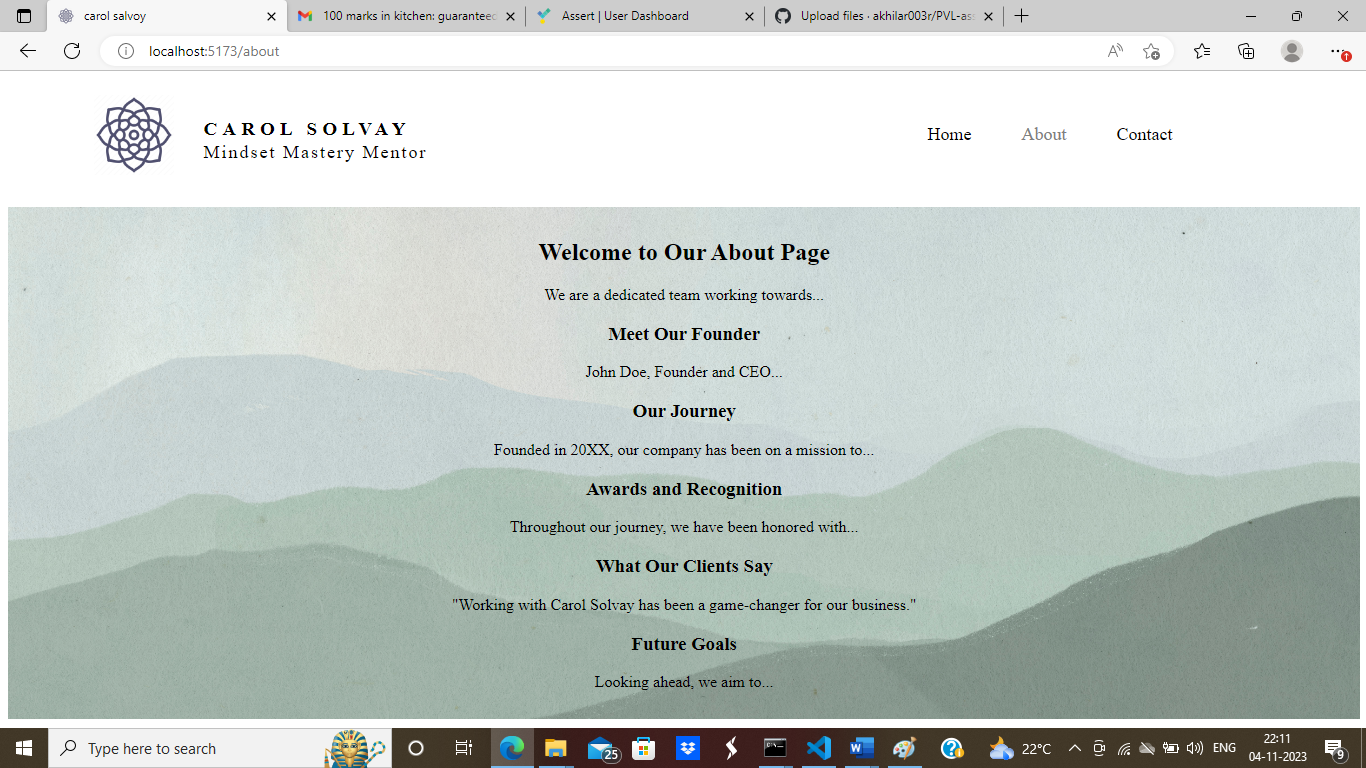 carol salvoy
100 marks in kitchen: guaranteed
Assert | User Dashboard
Upload files · akhilar003r/PVL-ass
localhost:5173/about
CAROL SOLVAY
Mindset Mastery Mentor
Home
About
Contact
Welcome to Our About Page
We are a dedicated team working towards...
Meet Our Founder
John Doe, Founder and CEO...
Our Journey
Founded in 20XX, our company has been on a mission to...
Awards and Recognition
Throughout our journey, we have been honored with...
What Our Clients Say
"Working with Carol Solvay has been a game-changer for our business."
Future Goals
Looking ahead, we aim to...
Type here to search
25
22°C
ENG
22:11
04-11-2023
9